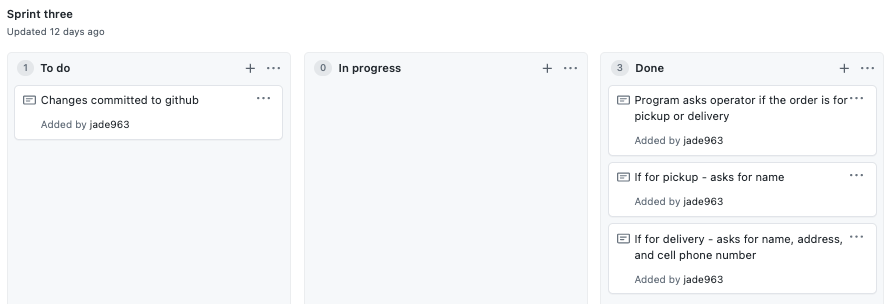 Sprint three
Updated 12 days ago
1 To do + ...
Changes committed to github ...
Added by jade963
0 In progress + ...
3 Done + ...
Program asks operator if the order is for ...
pickup or delivery
Added by jade963
If for pickup - asks for name ...
Added by jade963
If for delivery - asks for name, address, ...
and cell phone number
Added by jade963